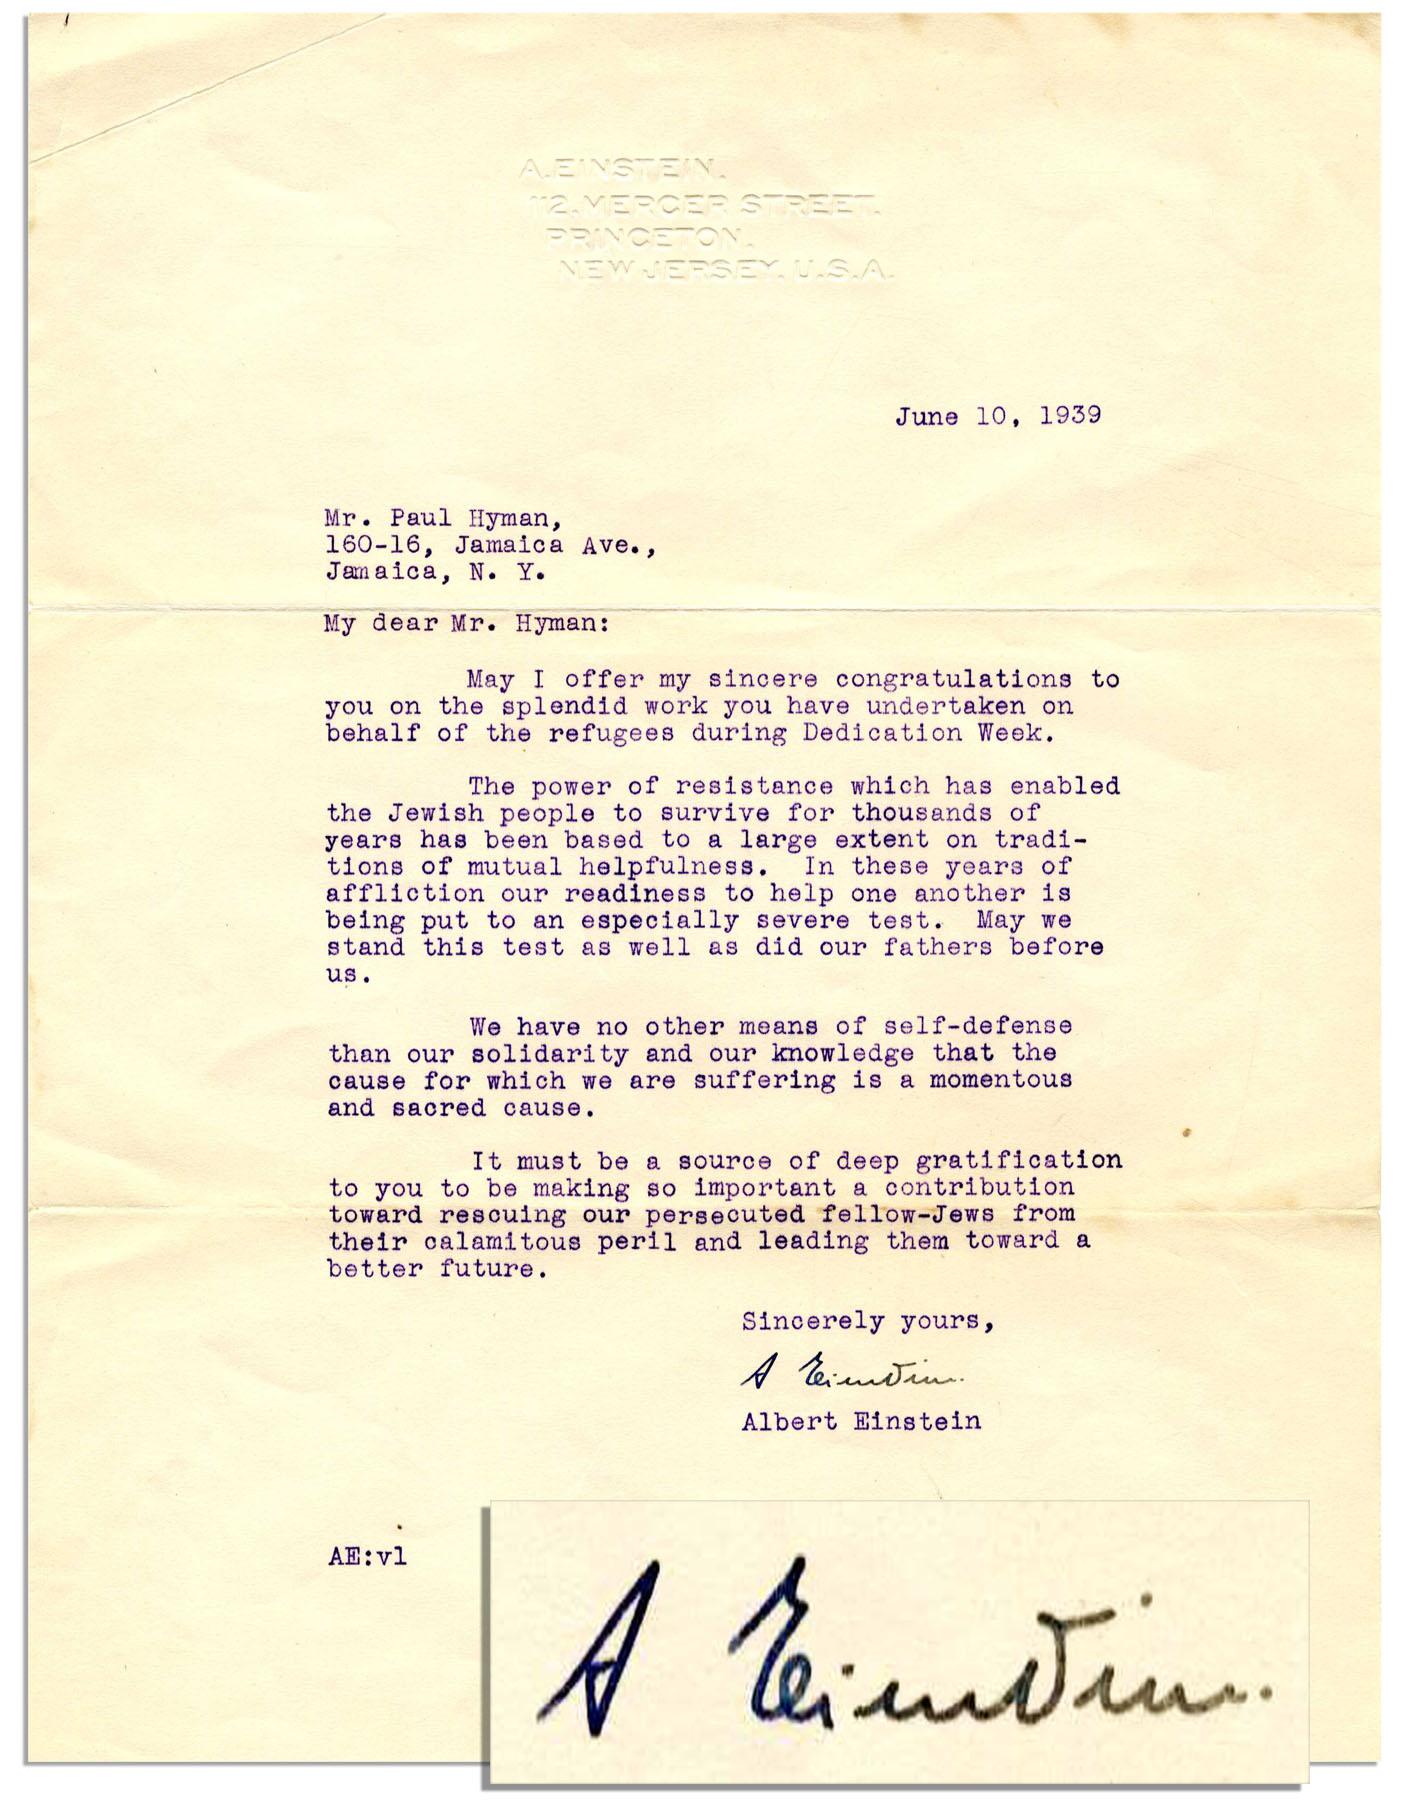 A. EINSTEIN.
112. MERCER STREET.
PRINCETON.
NEW JERSEY. U.S.A.
June 10, 1939
Mr. Paul Hyman,
160-16, Jamaica Ave.,
Jamaica, N. Y.
My dear Mr. Hyman:
May I offer my sincere congratulations to
you on the splendid work you have undertaken on
behalf of the refugees during Dedication Week.
The power of resistance which has enabled
the Jewish people to survive for thousands of
years has been based to a large extent on tradi-
tions of mutual helpfulness. In these years of
affliction our readiness to help one another is
being put to an especially severe test. May we
stand this test as well as did our fathers before
us.
We have no other means of self-defense
than our solidarity and our knowledge that the
cause for which we are suffering is a momentous
and sacred cause.
It must be a source of deep gratification
to you to be making so important a contribution
toward rescuing our persecuted fellow-Jews from
their calamitous peril and leading them toward a
better future.
Sincerely yours,
A Einstein.
Albert Einstein
AE:vl
A Einstein.